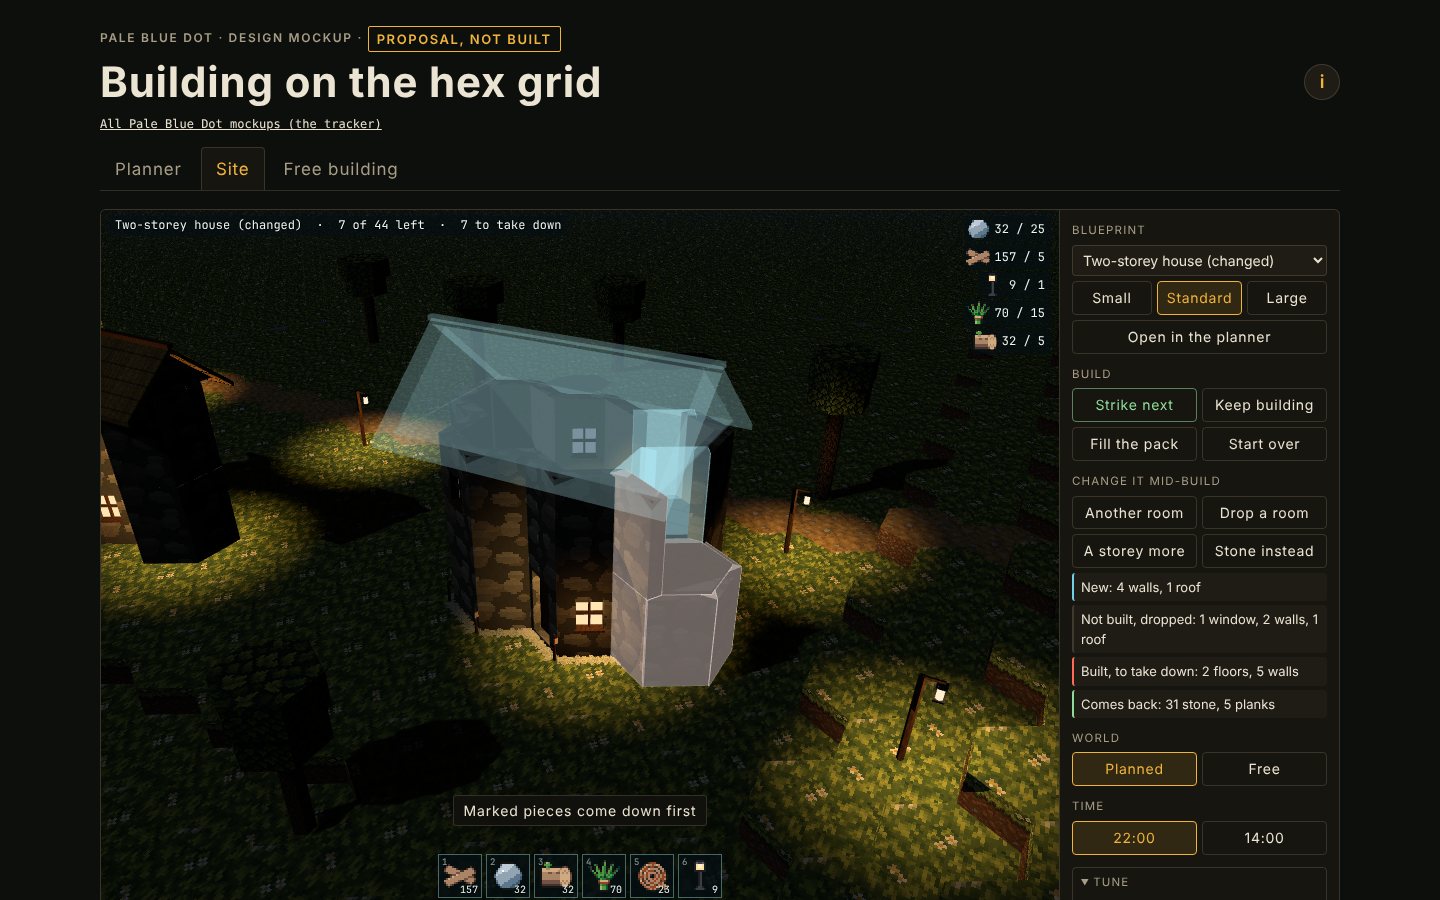 PALE BLUE DOT · DESIGN MOCKUP · PROPOSAL, NOT BUILT
Building on the hex grid
i
All Pale Blue Dot mockups (the tracker)
Planner Site Free building
Two-storey house (changed) · 7 of 44 left · 7 to take down
32 / 25
157 / 5
9 / 1
70 / 15
32 / 5
Marked pieces come down first
1 157
2 32
3 32
4 70
5 23
6 9
BLUEPRINT
Two-storey house (changed)
Small Standard Large
Open in the planner
BUILD
Strike next Keep building
Fill the pack Start over
CHANGE IT MID-BUILD
Another room Drop a room
A storey more Stone instead
New: 4 walls, 1 roof
Not built, dropped: 1 window, 2 walls, 1
roof
Built, to take down: 2 floors, 5 walls
Comes back: 31 stone, 5 planks
WORLD
Planned Free
TIME
22:00 14:00
▼ TUNE